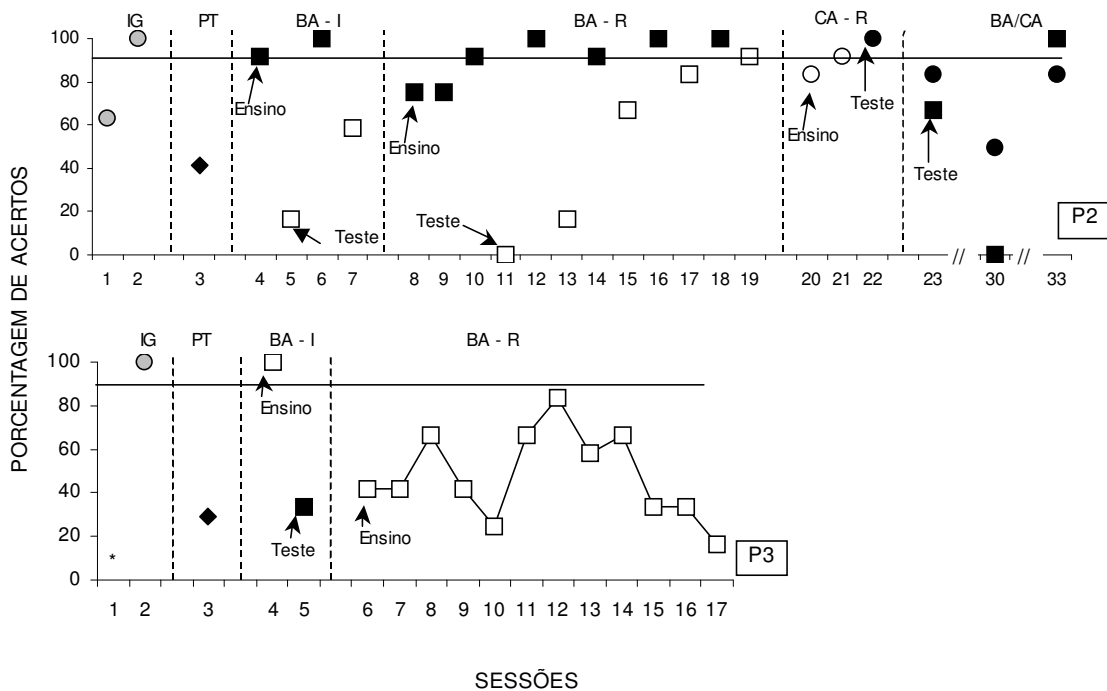 IG PT BA - I BA - R CA - R BA/CA
100
80
60
40
20
0
Ensino
Teste
Ensino
Teste
Ensino
Teste
Teste
P2
1 2 3 4 5 6 7 8 9 10 11 12 13 14 15 16 17 18 19 20 21 22 23 // 30 // 33
PORCENTAGEM DE ACERTOS
IG PT BA - I BA - R
100
80
60
40
20
0
*
Ensino
Teste
Ensino
P3
1 2 3 4 5 6 7 8 9 10 11 12 13 14 15 16 17
SESSÕES